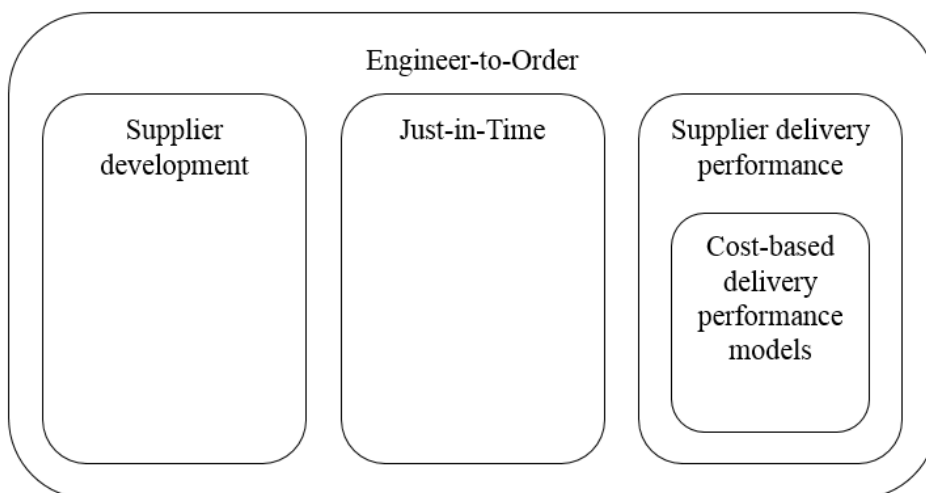 Engineer-to-Order
Supplier
development
Just-in-Time
Supplier delivery
performance
Cost-based
delivery
performance
models